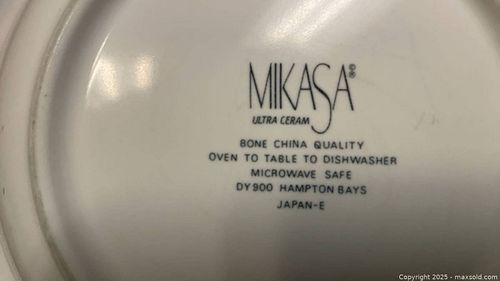 MIKASA®
ULTRA CERAM
BONE CHINA QUALITY
OVEN TO TABLE TO DISHWASHER
MICROWAVE SAFE
DY900 HAMPTON BAYS
JAPAN-E
Copyright © 2025 - maxsold.com